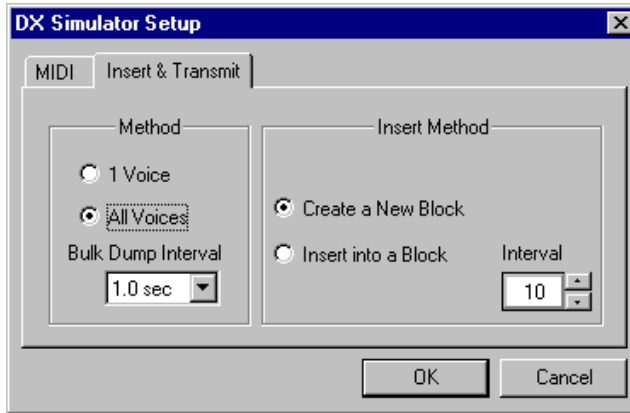 DX Simulator Setup
MIDI
Insert & Transmit
Method
1 Voice
All Voices
Bulk Dump Interval
1.0 sec
Insert Method
Create a New Block
Insert into a Block
Interval
10
OK
Cancel